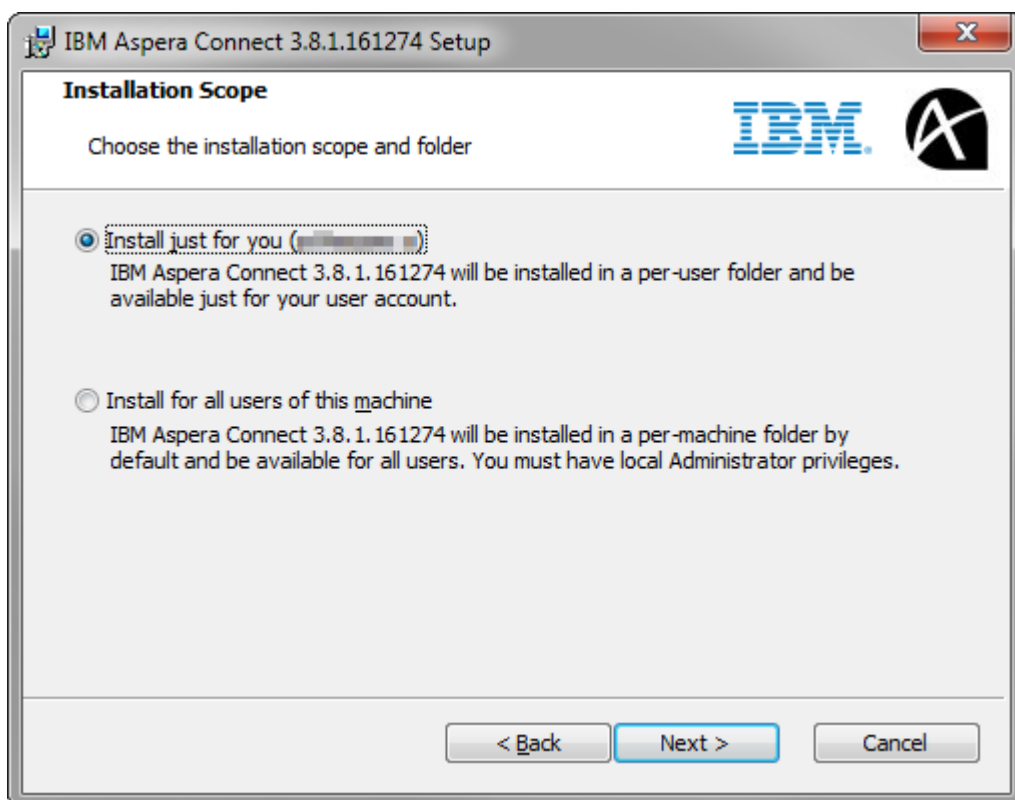 IBM Aspera Connect 3.8.1.161274 Setup
Installation Scope
Choose the installation scope and folder
IBM.
Install just for you ( )
IBM Aspera Connect 3.8.1.161274 will be installed in a per-user folder and be
available just for your user account.
Install for all users of this machine
IBM Aspera Connect 3.8.1.161274 will be installed in a per-machine folder by
default and be available for all users. You must have local Administrator privileges.
< Back
Next >
Cancel